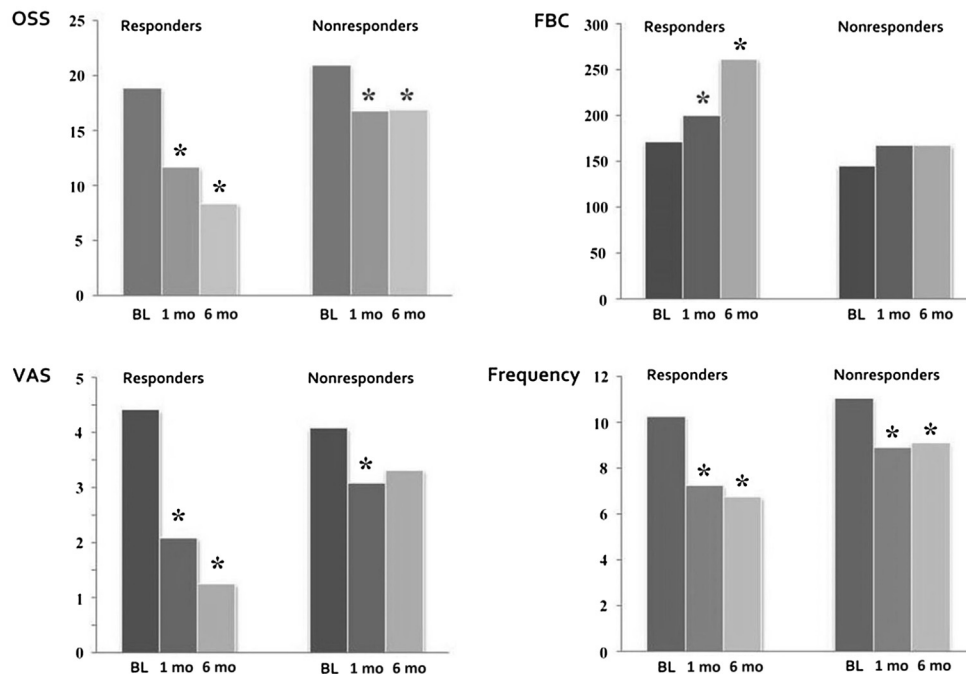 OSS
Responders
Nonresponders
25
20
15
10
5
0
* * * *
BL 1 mo 6 mo
BL 1 mo 6 mo
FBC
Responders
Nonresponders
300
250
200
150
100
50
0
* *
BL 1 mo 6 mo
BL 1 mo 6 mo
VAS
Responders
Nonresponders
5
4
3
2
1
0
* * *
BL 1 mo 6 mo
BL 1 mo 6 mo
Frequency
Responders
Nonresponders
12
10
8
6
4
2
0
* * * *
BL 1 mo 6 mo
BL 1 mo 6 mo